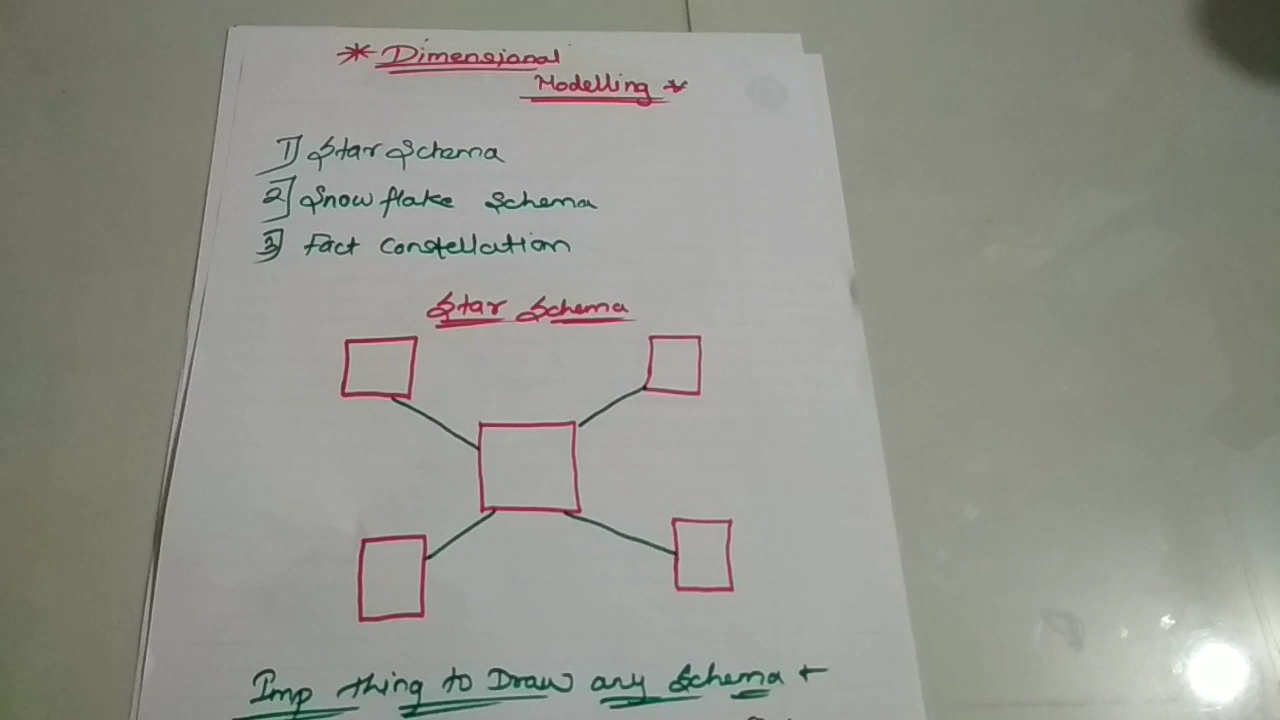 * Dimensional
Modelling *
1] Star Schema
2] Snow flake Schema
3] Fact Constellation
Star Schema
Imp thing to Draw any Schema